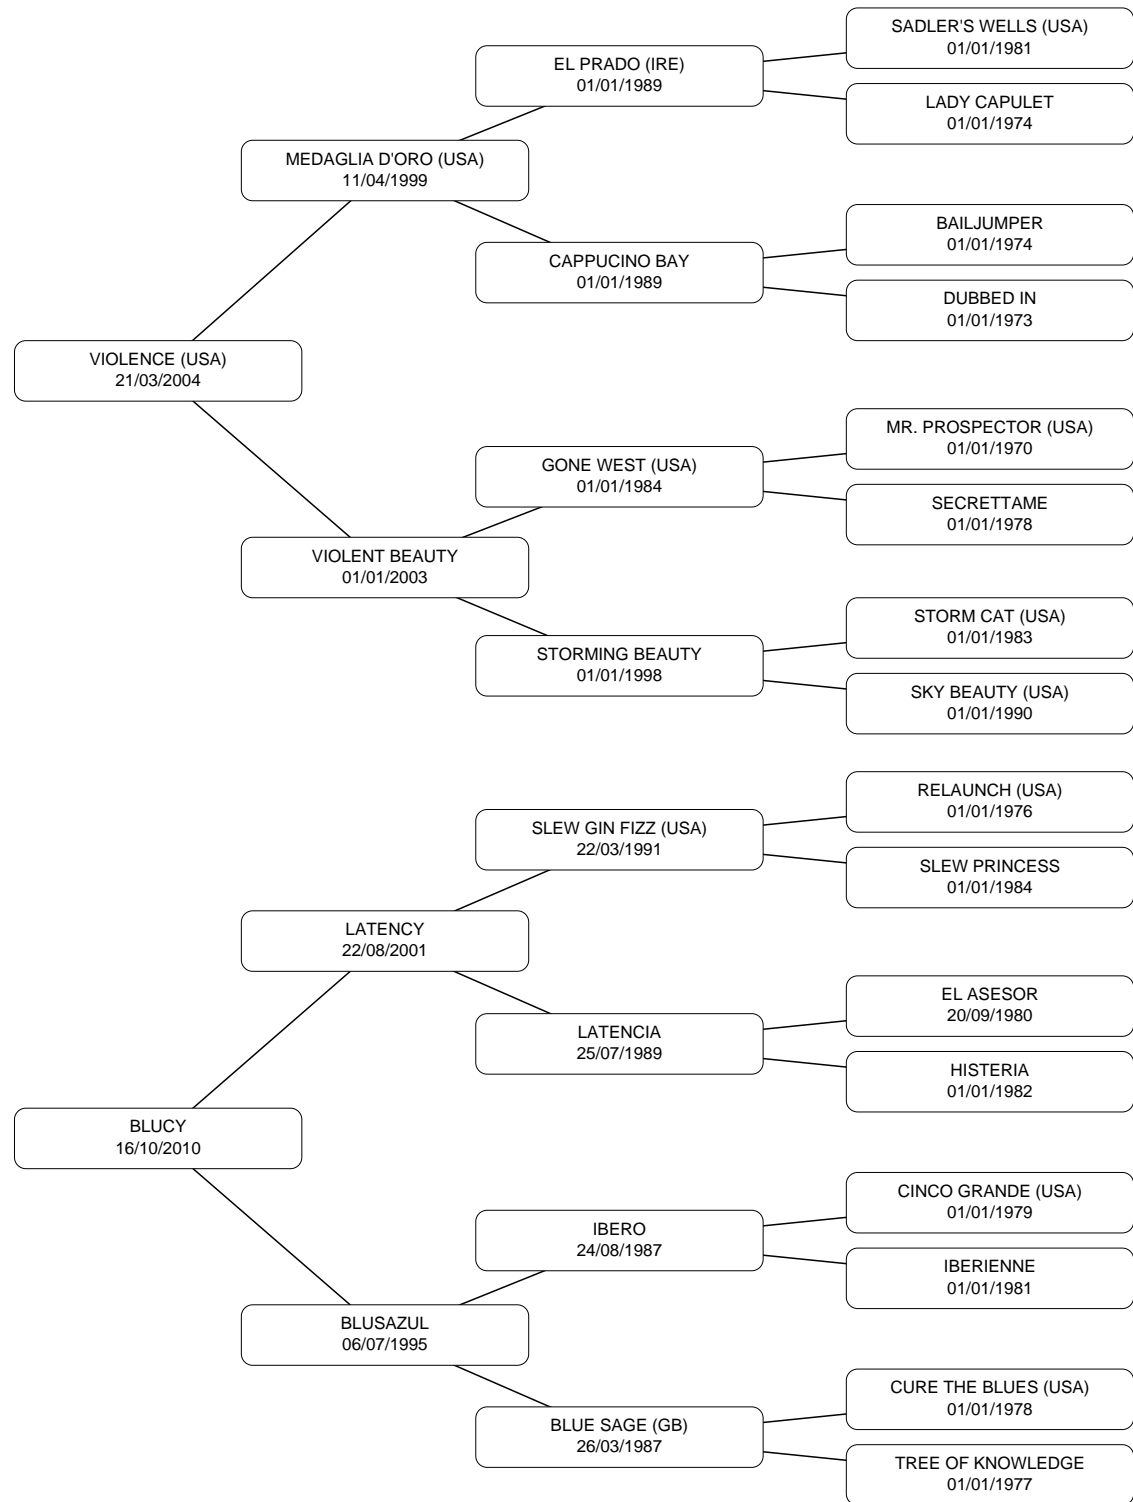 SADLER'S WELLS (USA)
01/01/1981
EL PRADO (IRE)
01/01/1989
LADY CAPULET
01/01/1974
MEDAGLIA D'ORO (USA)
11/04/1999
BAILJUMPER
01/01/1974
CAPPUCINO BAY
01/01/1989
DUBBED IN
01/01/1973
VIOLENCE (USA)
21/03/2004
MR. PROSPECTOR (USA)
01/01/1970
GONE WEST (USA)
01/01/1984
SECRETTAME
01/01/1978
VIOLENT BEAUTY
01/01/2003
STORM CAT (USA)
01/01/1983
STORMING BEAUTY
01/01/1998
SKY BEAUTY (USA)
01/01/1990
RELAUNCH (USA)
01/01/1976
SLEW GIN FIZZ (USA)
22/03/1991
SLEW PRINCESS
01/01/1984
LATENCY
22/08/2001
EL ASESOR
20/09/1980
LATENCIA
25/07/1989
HISTERIA
01/01/1982
BLUCY
16/10/2010
CINCO GRANDE (USA)
01/01/1979
IBERO
24/08/1987
IBERIENNE
01/01/1981
BLUSAZUL
06/07/1995
CURE THE BLUES (USA)
01/01/1978
BLUE SAGE (GB)
26/03/1987
TREE OF KNOWLEDGE
01/01/1977